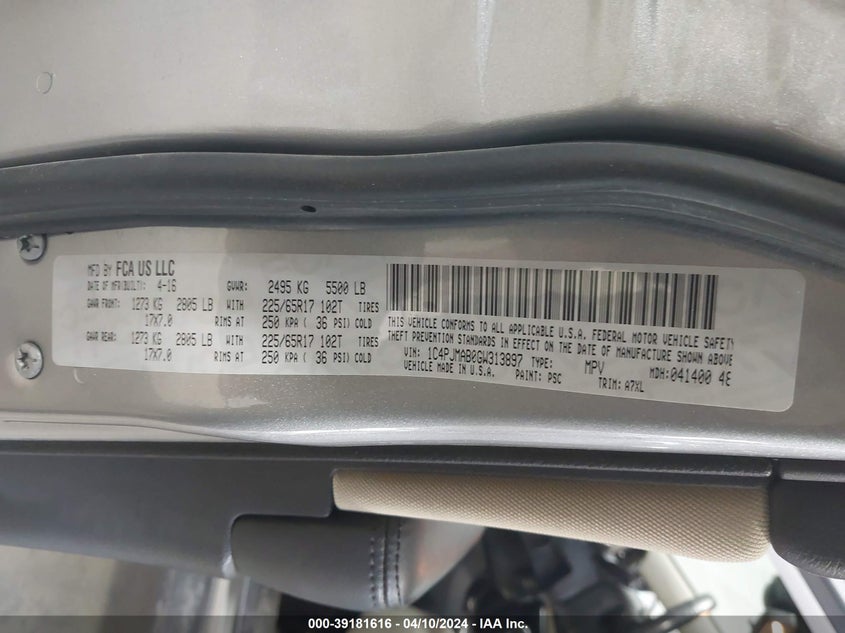 MFD BY FCA US LLC
DATE OF MFR(BUILT): 4-16 GVWR: 2495 KG 5500 LB
GAWR FRONT: 1273 KG 2805 LB WITH 225/65R17 102T TIRES
17X7.0 RIMS AT 250 KPA ( 36 PSI) COLD
GAWR REAR: 1273 KG 2805 LB WITH 225/65R17 102T TIRES
17X7.0 RIMS AT 250 KPA ( 36 PSI) COLD
THIS VEHICLE CONFORMS TO ALL APPLICABLE U.S.A. FEDERAL MOTOR VEHICLE SAFETY
THEFT PREVENTION STANDARDS IN EFFECT ON THE DATE OF MANUFACTURE SHOWN ABOVE
VIN: 1C4PJMAB0GW313897 TYPE: MPV MDH: 041400 4E
VEHICLE MADE IN U.S.A. PAINT: PSC TRIM: A7XL
000-39181616 - 04/10/2024 - IAAI Inc.